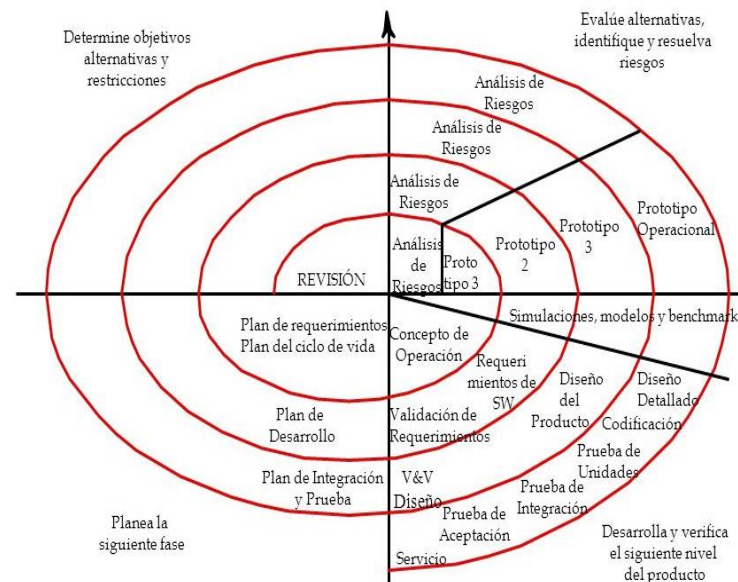 Determine objetivos
alternativas y
restricciones
Evalúe alternativas,
identifique y resuelva
riesgos
Análisis de
Riesgos
Análisis de
Riesgos
Análisis de
Riesgos
Análisis
de
Riesgos
Proto
tipo 3
Prototipo
2
Prototipo
3
Prototipo
Operacional
REVISIÓN
Simulaciones, modelos y benchmark
Plan de requerimientos
Plan del ciclo de vida
Concepto de
Operación
Requeri
mientos de
SW
Diseño
del
Producto
Diseño
Detallado
Codificación
Plan de
Desarrollo
Validación de
Requerimientos
Prueba de
Unidades
Plan de Integración
y Prueba
V&V
Diseño
Prueba de
Integración
Prueba de
Aceptación
Servicio
Planea la
siguiente fase
Desarrolla y verifica
el siguiente nivel
del producto